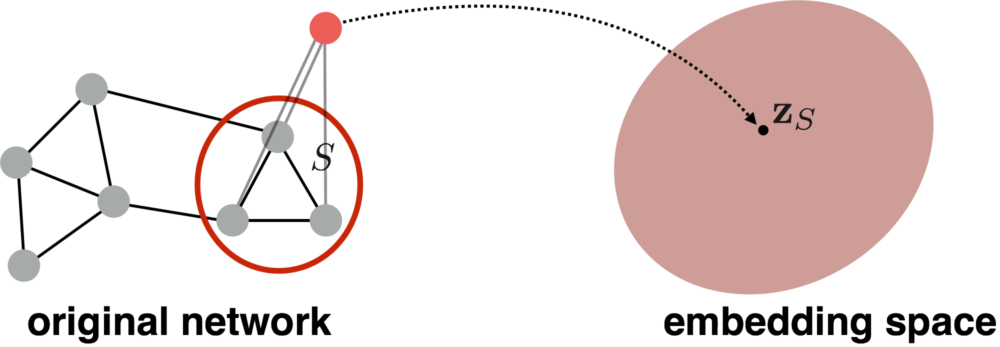 S
z_S
original network
embedding space